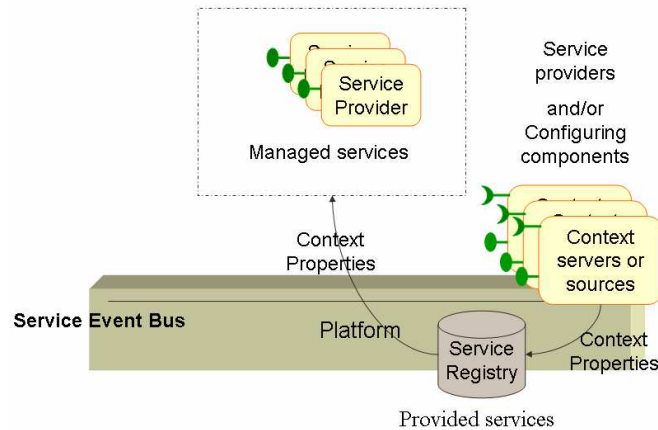 Service
Provider
Managed services
Service
providers
and/or
Configuring
components
Context
servers or
sources
Context
Properties
Service Event Bus
Platform
Service
Registry
Context
Properties
Provided services